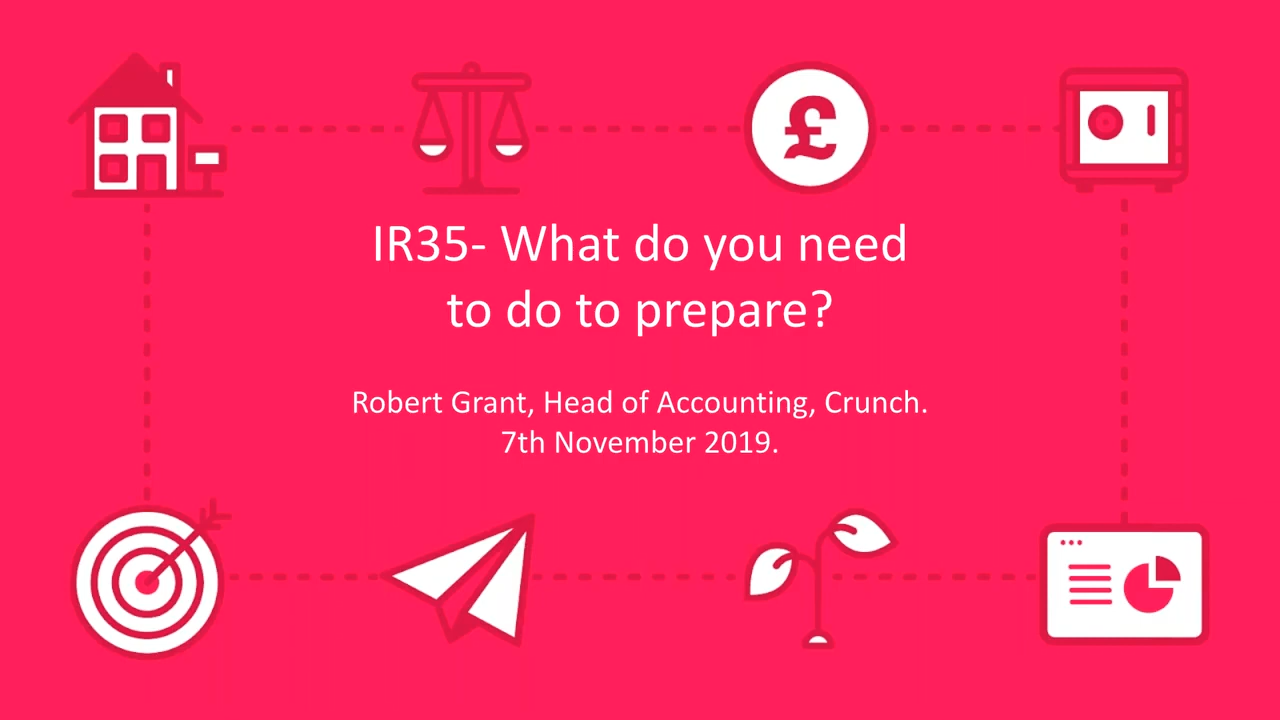 IR35- What do you need
to do to prepare?
Robert Grant, Head of Accounting, Crunch.
7th November 2019.
£